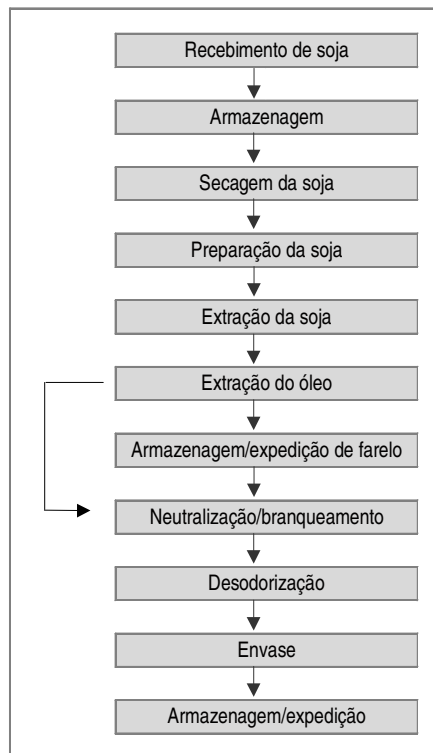 Recebimento de soja
Armazenagem
Secagem da soja
Preparação da soja
Extração da soja
Extração do óleo
Armazenagem/expedição de farelo
Neutralização/branqueamento
Desodorização
Envase
Armazenagem/expedição